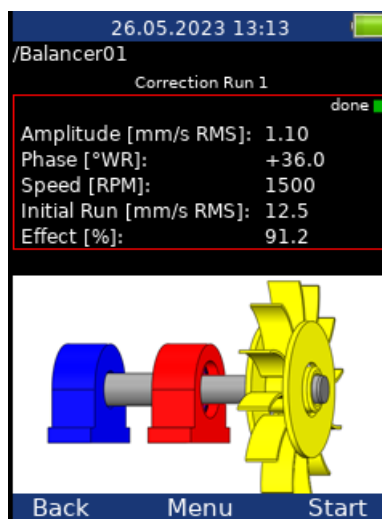 26.05.2023 13:13
/Balancer01
Correction Run 1
done
Amplitude [mm/s RMS]: 1.10
Phase [°WR]: +36.0
Speed [RPM]: 1500
Initial Run [mm/s RMS]: 12.5
Effect [%]: 91.2
Back Menu Start